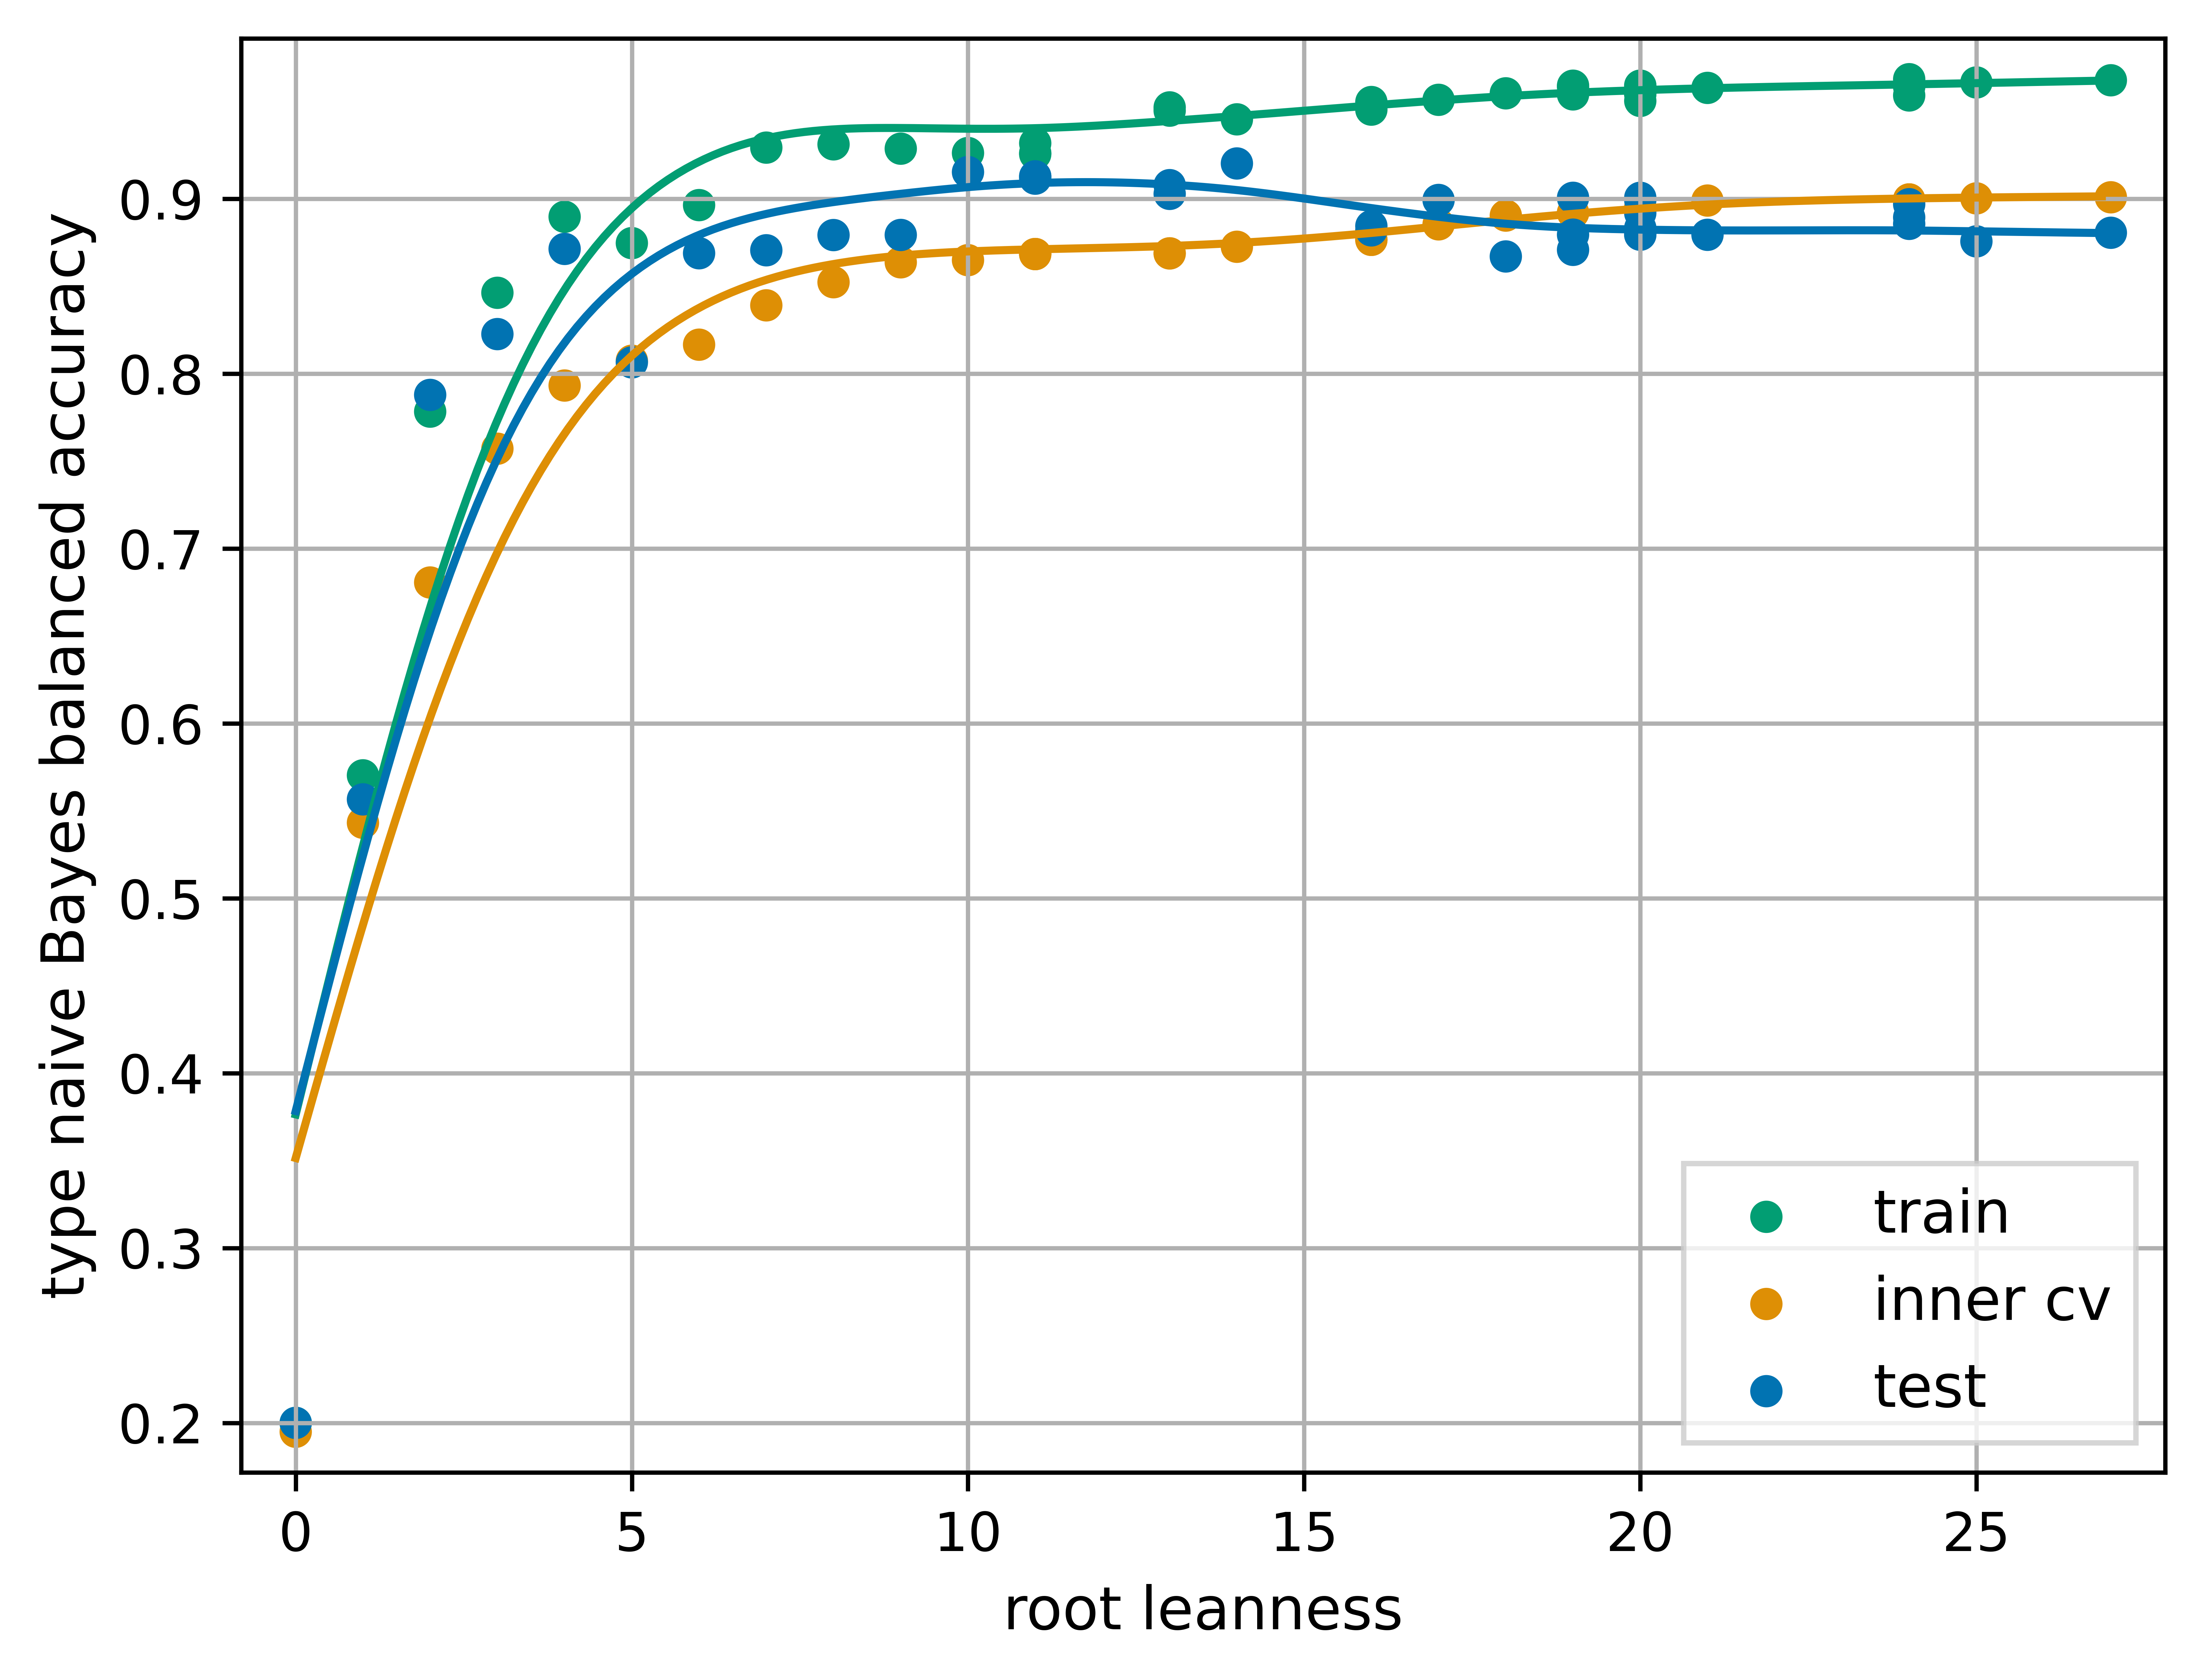 type naive Bayes balanced accuracy
0.9
0.8
0.7
0.6
0.5
0.4
0.3
0.2
0 5 10 15 20 25
root leanness
train
inner cv
test